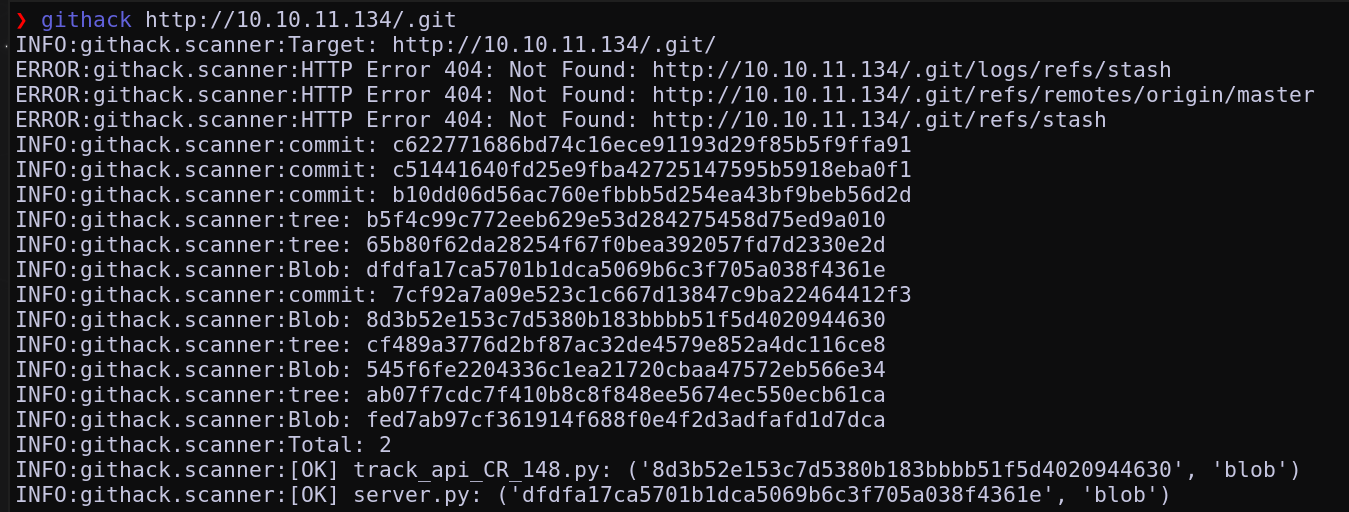 ❯ githack http://10.10.11.134/.git
INFO:githack.scanner:Target: http://10.10.11.134/.git/
ERROR:githack.scanner:HTTP Error 404: Not Found: http://10.10.11.134/.git/logs/refs/stash
ERROR:githack.scanner:HTTP Error 404: Not Found: http://10.10.11.134/.git/refs/remotes/origin/master
ERROR:githack.scanner:HTTP Error 404: Not Found: http://10.10.11.134/.git/refs/stash
INFO:githack.scanner:commit: c622771686bd74c16ece91193d29f85b5f9ffa91
INFO:githack.scanner:commit: c51441640fd25e9fba42725147595b5918eba0f1
INFO:githack.scanner:commit: b10dd06d56ac760efbbb5d254ea43bf9beb56d2d
INFO:githack.scanner:tree: b5f4c99c772eeb629e53d284275458d75ed9a010
INFO:githack.scanner:tree: 65b80f62da28254f67f0bea392057fd7d2330e2d
INFO:githack.scanner:Blob: dfdfa17ca5701b1dca5069b6c3f705a038f4361e
INFO:githack.scanner:commit: 7cf92a7a09e523c1c667d13847c9ba22464412f3
INFO:githack.scanner:Blob: 8d3b52e153c7d5380b183bbbb51f5d4020944630
INFO:githack.scanner:tree: cf489a3776d2bf87ac32de4579e852a4dc116ce8
INFO:githack.scanner:Blob: 545f6fe2204336c1ea21720cbaa47572eb566e34
INFO:githack.scanner:tree: ab07f7cdc7f410b8c8f848ee5674ec550ecb61ca
INFO:githack.scanner:Blob: fed7ab97cf361914f688f0e4f2d3adfafd1d7dca
INFO:githack.scanner:Total: 2
INFO:githack.scanner:[OK] track_api_CR_148.py: ('8d3b52e153c7d5380b183bbbb51f5d4020944630', 'blob')
INFO:githack.scanner:[OK] server.py: ('dfdfa17ca5701b1dca5069b6c3f705a038f4361e', 'blob')